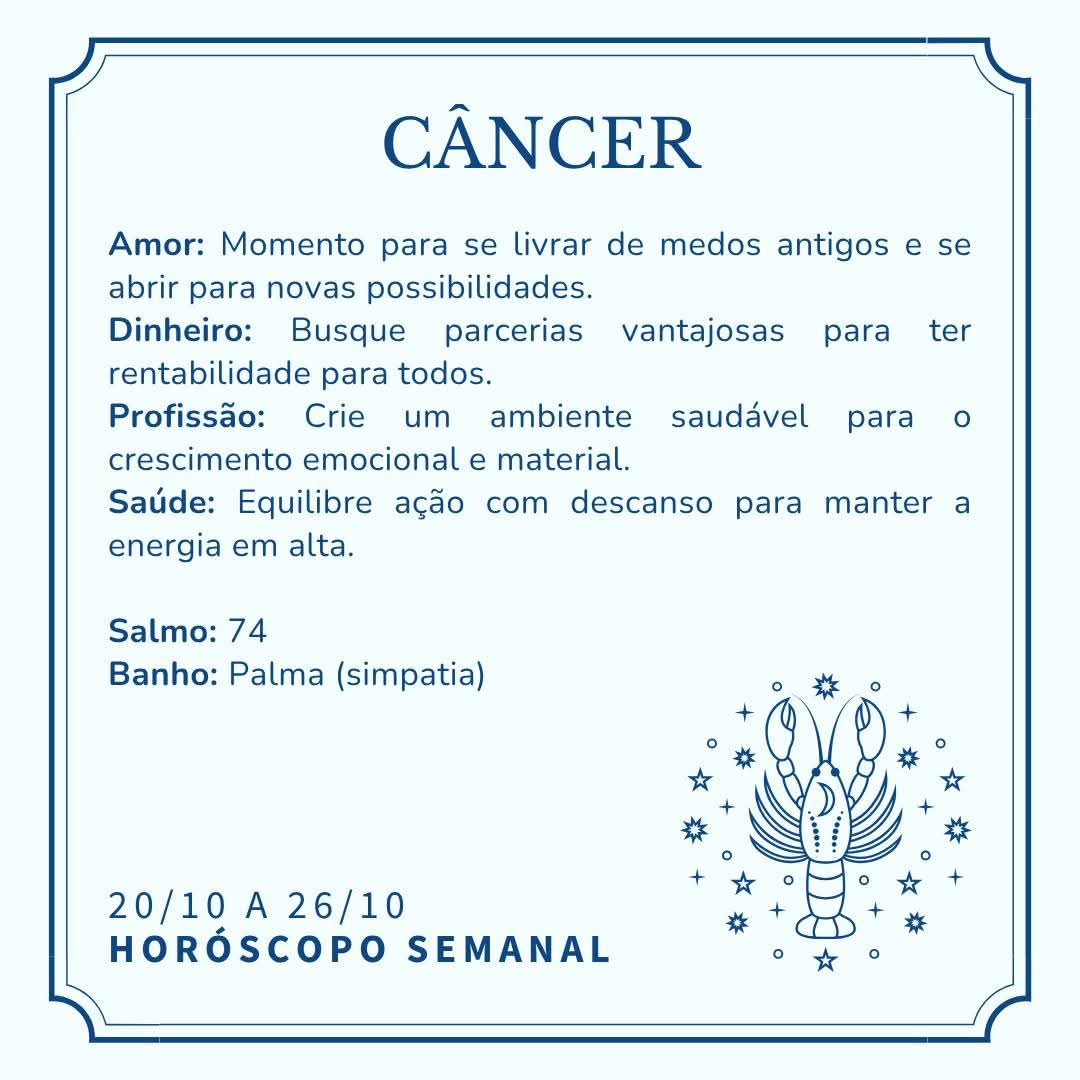 CÂNCER
Amor: Momento para se livrar de medos antigos e se
abrir para novas possibilidades.
Dinheiro: Busque parcerias vantajosas para ter
rentabilidade para todos.
Profissão: Crie um ambiente saudável para o
crescimento emocional e material.
Saúde: Equilibre ação com descanso para manter a
energia em alta.
Salmo: 74
Banho: Palma (simpatia)
20/10 A 26/10
HORÓSCOPO SEMANAL